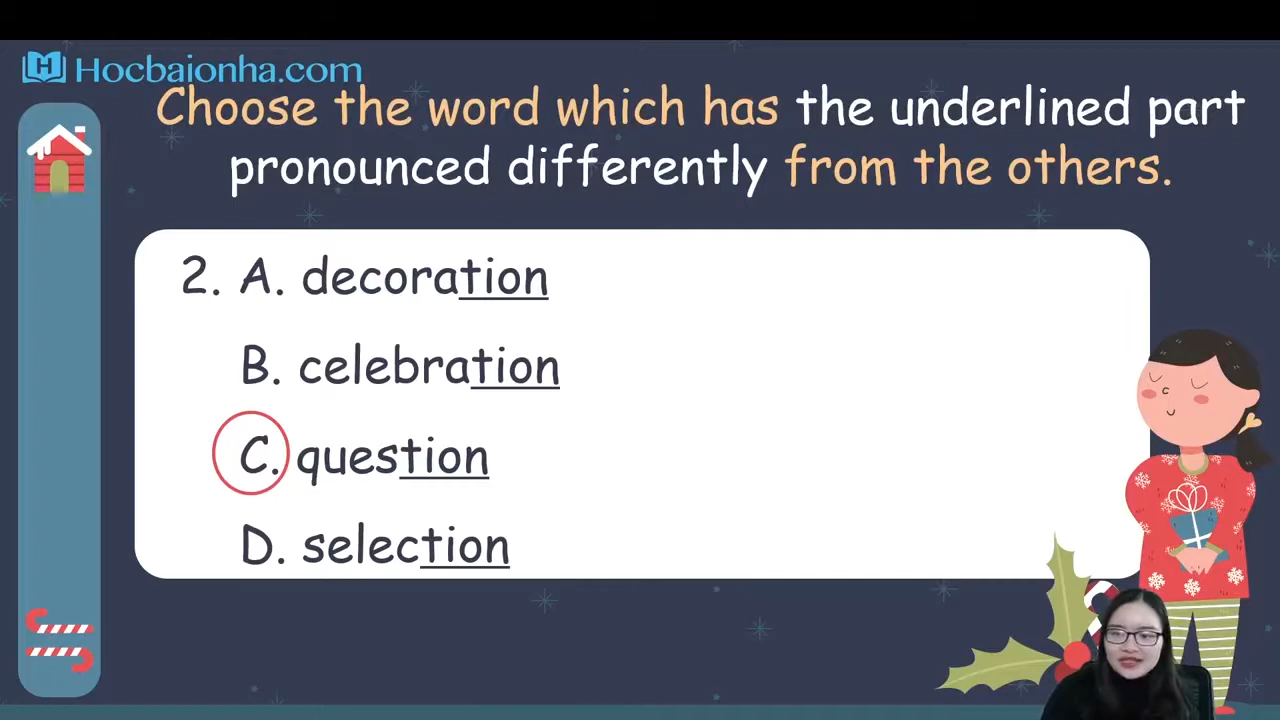 Hocbaionha.com
Choose the word which has the underlined part
pronounced differently from the others.
2. A. decoration
B. celebration
C. question
D. selection